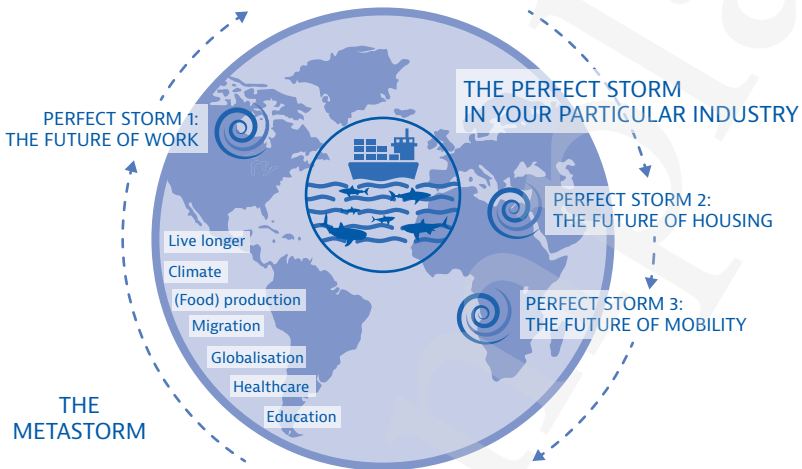 THE PERFECT STORM
IN YOUR PARTICULAR INDUSTRY
PERFECT STORM 1:
THE FUTURE OF WORK
PERFECT STORM 2:
THE FUTURE OF HOUSING
PERFECT STORM 3:
THE FUTURE OF MOBILITY
Live longer
Climate
(Food) production
Migration
Globalisation
Healthcare
Education
THE
METASTORM